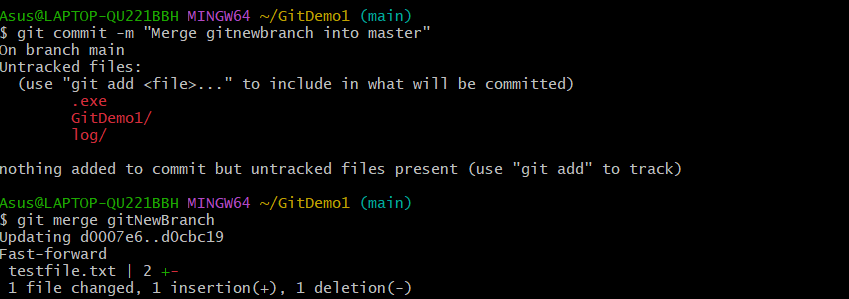 Asus@LAPTOP-QU221BBH MINGW64 ~/GitDemo1 (main)
$ git commit -m "Merge gitnewbranch into master"
On branch main
Untracked files:
  (use "git add <file>..." to include in what will be committed)
        .exe
        GitDemo1/
        log/

nothing added to commit but untracked files present (use "git add" to track)

Asus@LAPTOP-QU221BBH MINGW64 ~/GitDemo1 (main)
$ git merge gitNewBranch
Updating d0007e6..d0cbc19
Fast-forward
 testfile.txt | 2 +-
 1 file changed, 1 insertion(+), 1 deletion(-)